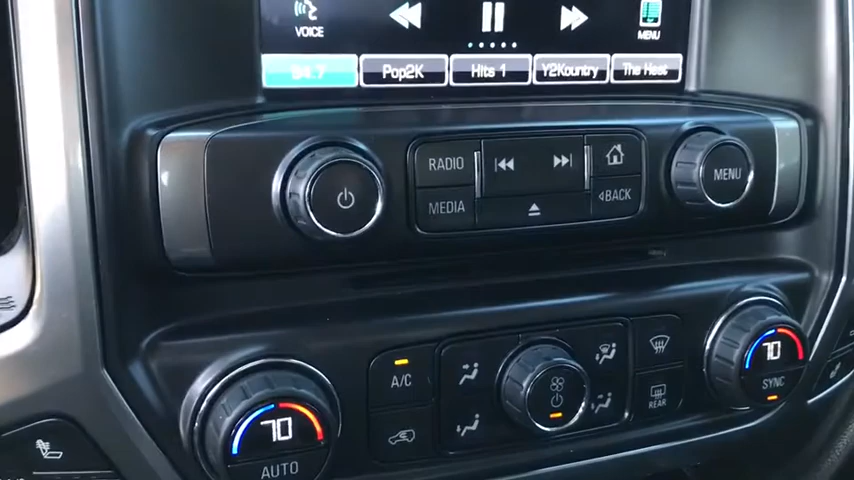 VOICE
MENU
94.7 Pop2K Hits 1 Y2Kountry The Heat
RADIO
MENU
MEDIA
BACK
A/C
70
REAR
SYNC
70
AUTO